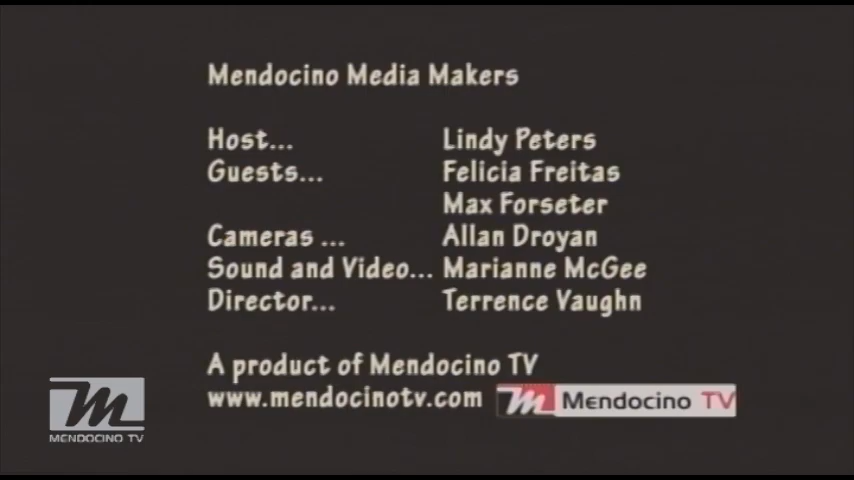 Mendocino Media Makers
Host... Lindy Peters
Guests... Felicia Freitas
Max Forseter
Cameras ... Allan Droyan
Sound and Video... Marianne McGee
Director... Terrence Vaughn
A product of Mendocino TV
www.mendocinotv.com m Mendocino TV
m
MENDOCINO TV